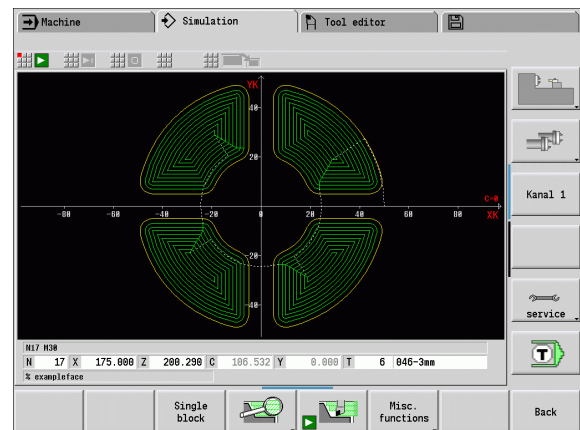 Machine
Simulation
Tool editor
YK
40
20
C-0
-80 -60 -40 -20 0 20 40 60 80 XK
-20
-40
Kanal 1
service
N17 M30
N 17 X 175.000 Z 200.290 C 106.532 Y 0.000 T 6 046-3mm
% exampleface
T
Single block
Misc. functions
Back